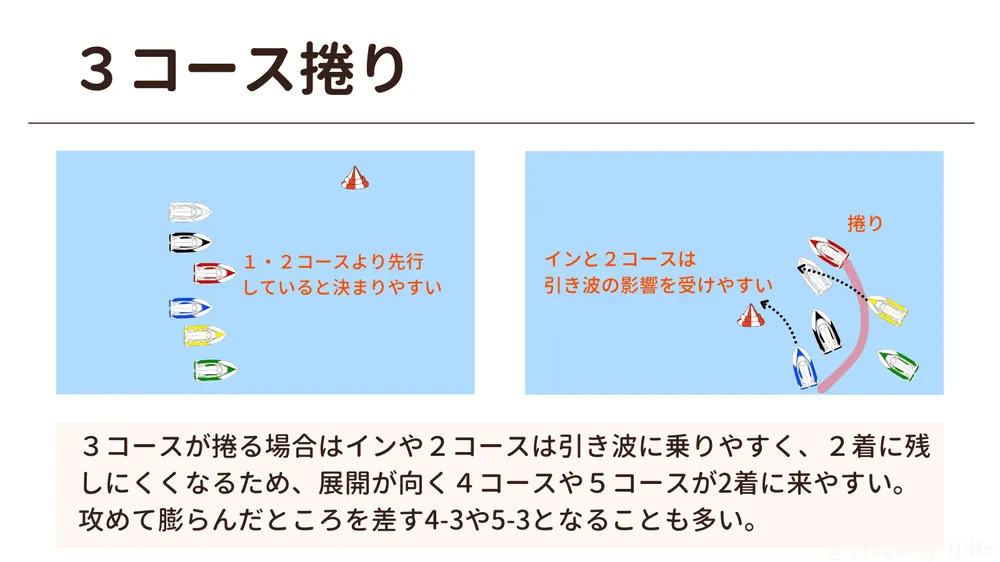 ３コース捲り
１・２コースより先行
していると決まりやすい
捲り
インと２コースは
引き波の影響を受けやすい
３コースが捲る場合はインや２コースは引き波に乗りやすく、２着に残
しにくくなるため、展開が向く４コースや５コースが2着に来やすい。
攻めて膨らんだところを差す4-3や5-3となることも多い。